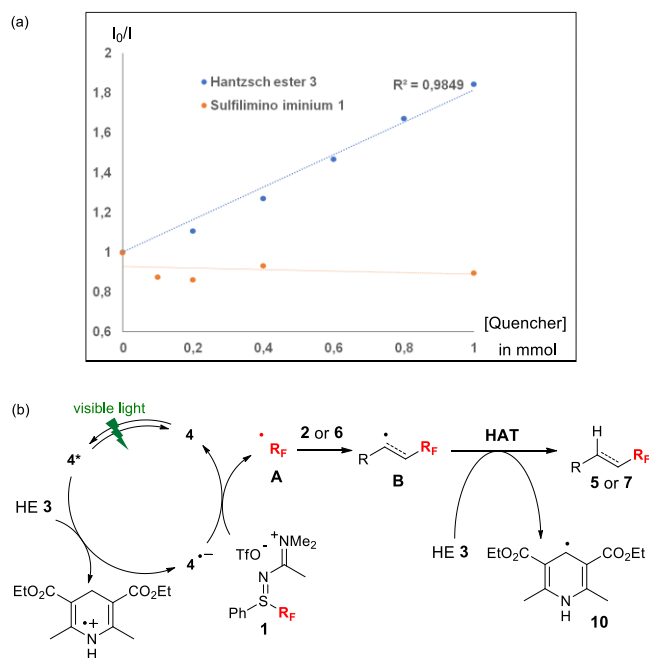 (a)
I0/I
2
1,8
1,6
1,4
1,2
1
0,8
0,6
Hantzsch ester 3
Sulfilimino iminium 1
R² = 0,9849
0
0,2
0,4
0,6
0,8
1
[Quencher]
in mmol
(b)
visible light
4
4*
HE 3
4•−
EtO2C
CO2Et
•+
N
H
TfO-
+
NMe2
N
S
Ph
RF
1
•
RF
A
2 or 6
•
R
RF
B
HAT
HE 3
H
R
RF
5 or 7
EtO2C
•
CO2Et
N
H
10